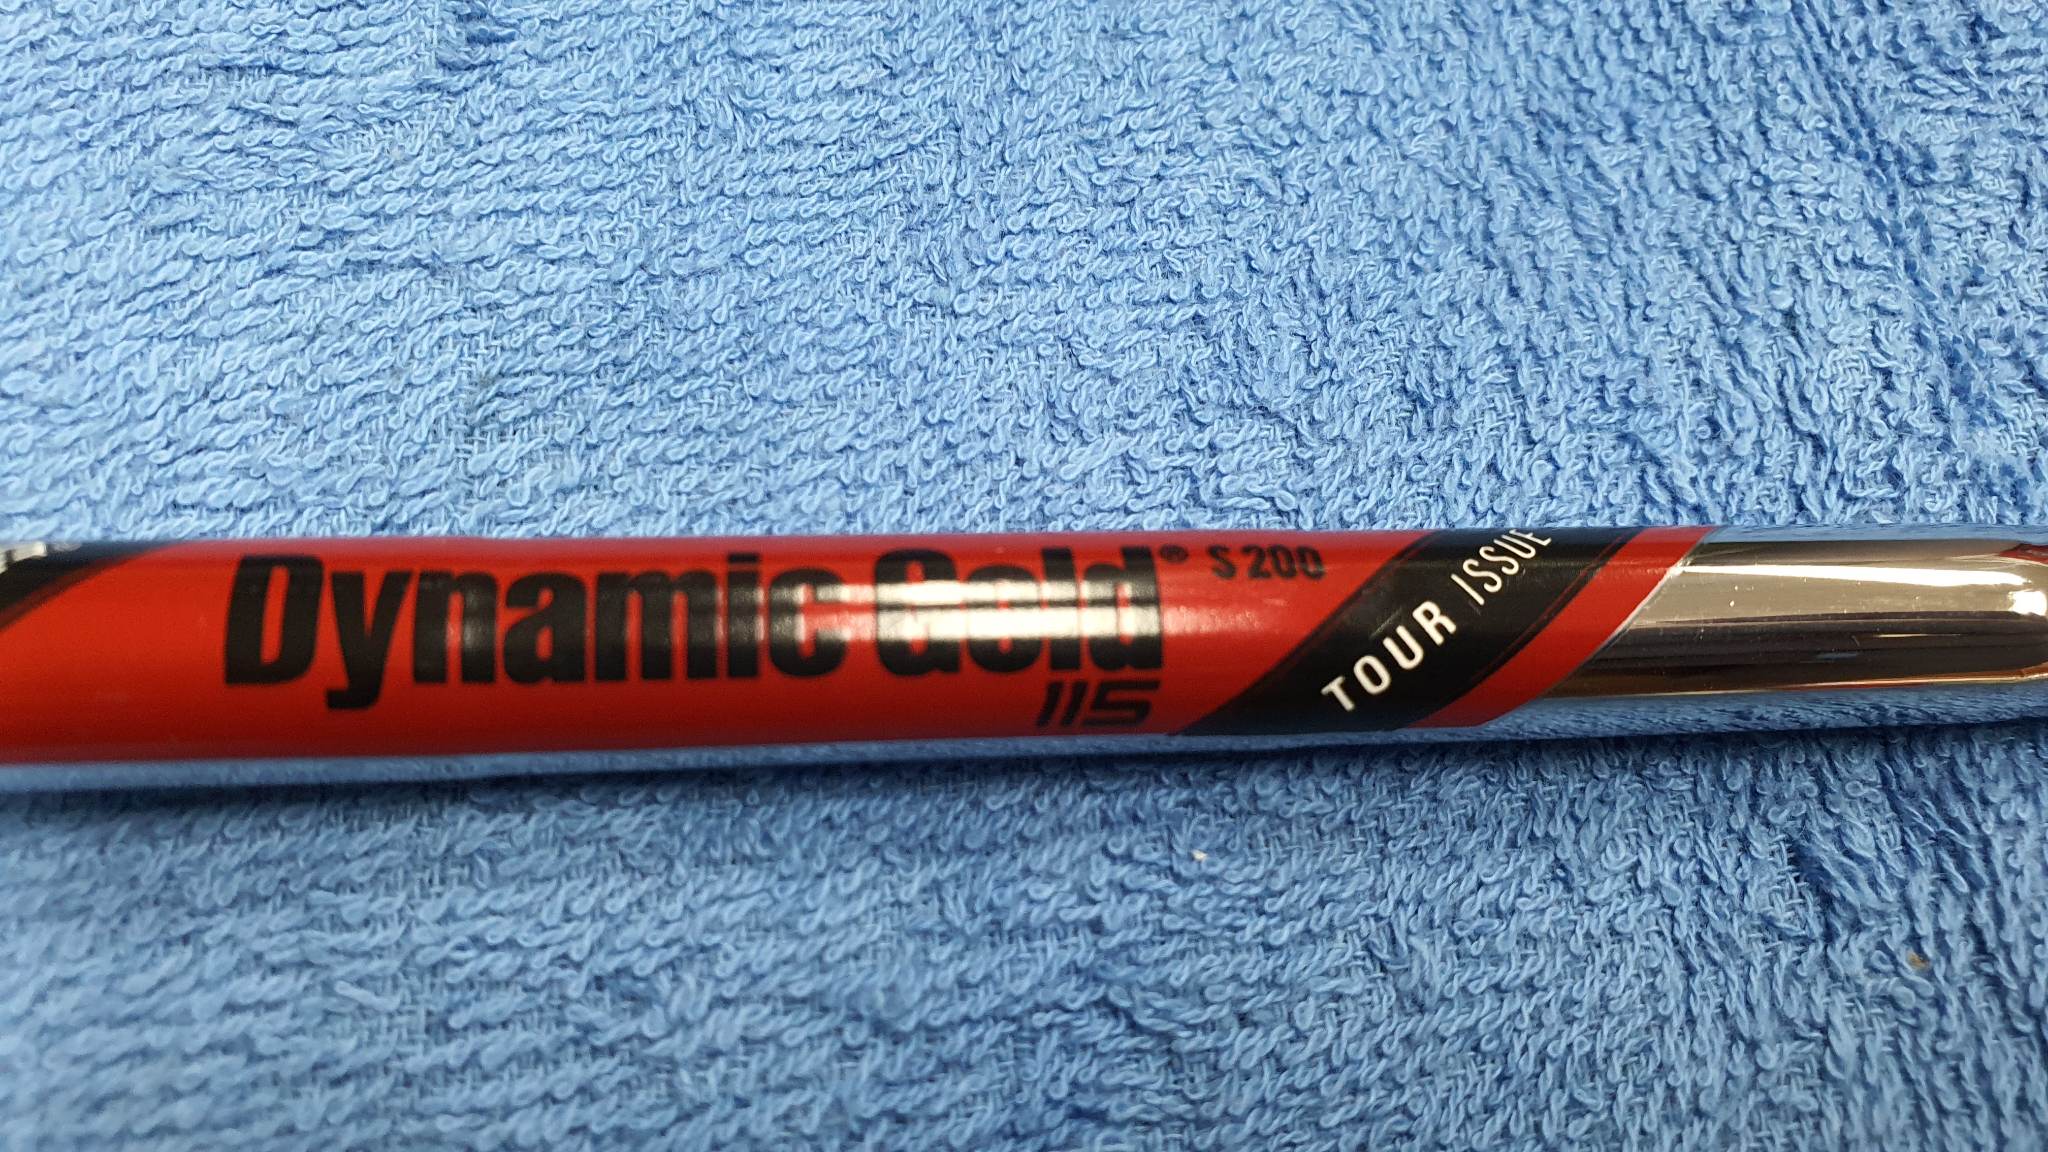 Dynamic Gold® S200
115
TOUR ISSUE